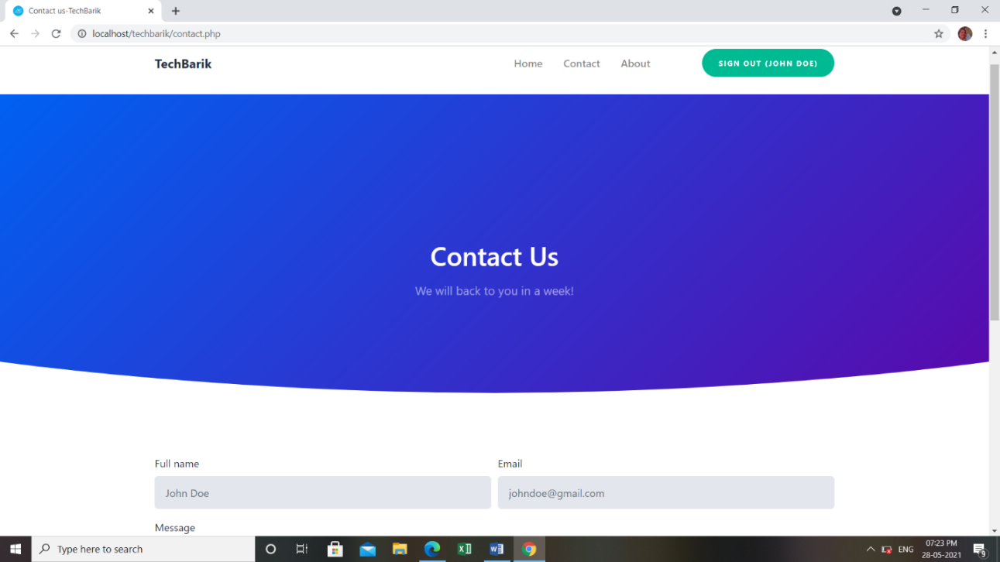 Contact us-TechBarik
localhost/techbarik/contact.php
TechBarik
Home Contact About SIGN OUT (JOHN DOE)
Contact Us
We will back to you in a week!
Full name Email
John Doe johndoe@gmail.com
Message
Type here to search
ENG
07:23 PM
28-05-2021
9